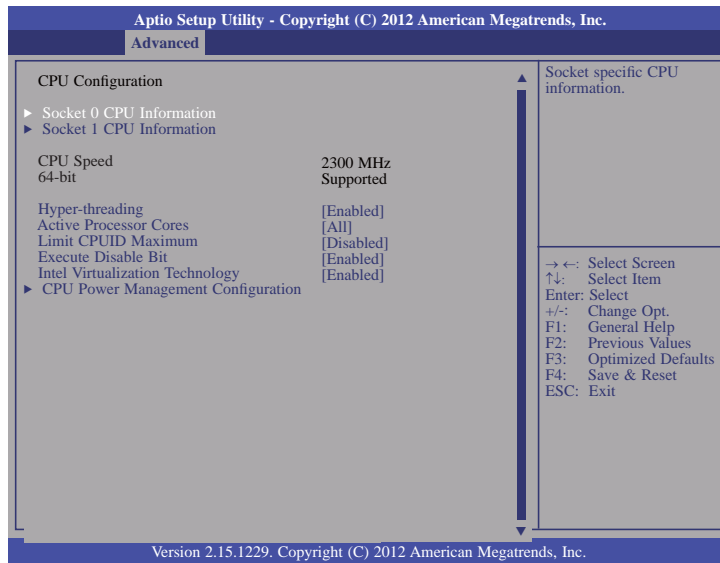 Aptio Setup Utility - Copyright (C) 2012 American Megatrends, Inc.
Advanced
CPU Configuration
► Socket 0 CPU Information
► Socket 1 CPU Information
CPU Speed 2300 MHz
64-bit Supported
Hyper-threading [Enabled]
Active Processor Cores [All]
Limit CPUID Maximum [Disabled]
Execute Disable Bit [Enabled]
Intel Virtualization Technology [Enabled]
► CPU Power Management Configuration
Socket specific CPU
information.
→ ←: Select Screen
↑↓: Select Item
Enter: Select
+/-: Change Opt.
F1: General Help
F2: Previous Values
F3: Optimized Defaults
F4: Save & Reset
ESC: Exit
Version 2.15.1229. Copyright (C) 2012 American Megatrends, Inc.